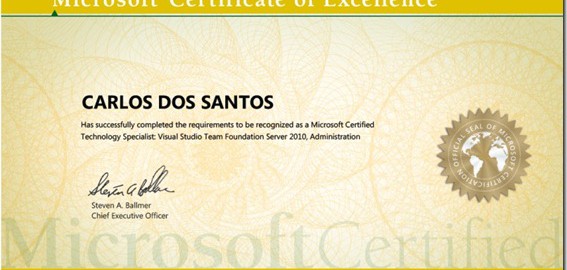 Microsoft Certificate of Excellence
CARLOS DOS SANTOS
Has successfully completed the requirements to be recognized as a Microsoft Certified
Technology Specialist: Visual Studio Team Foundation Server 2010, Administration
OFFICIAL SEAL OF MICROSOFT CERTIFICATION
Steven A Ballmer
Steven A. Ballmer
Chief Executive Officer
MicrosoftCertified